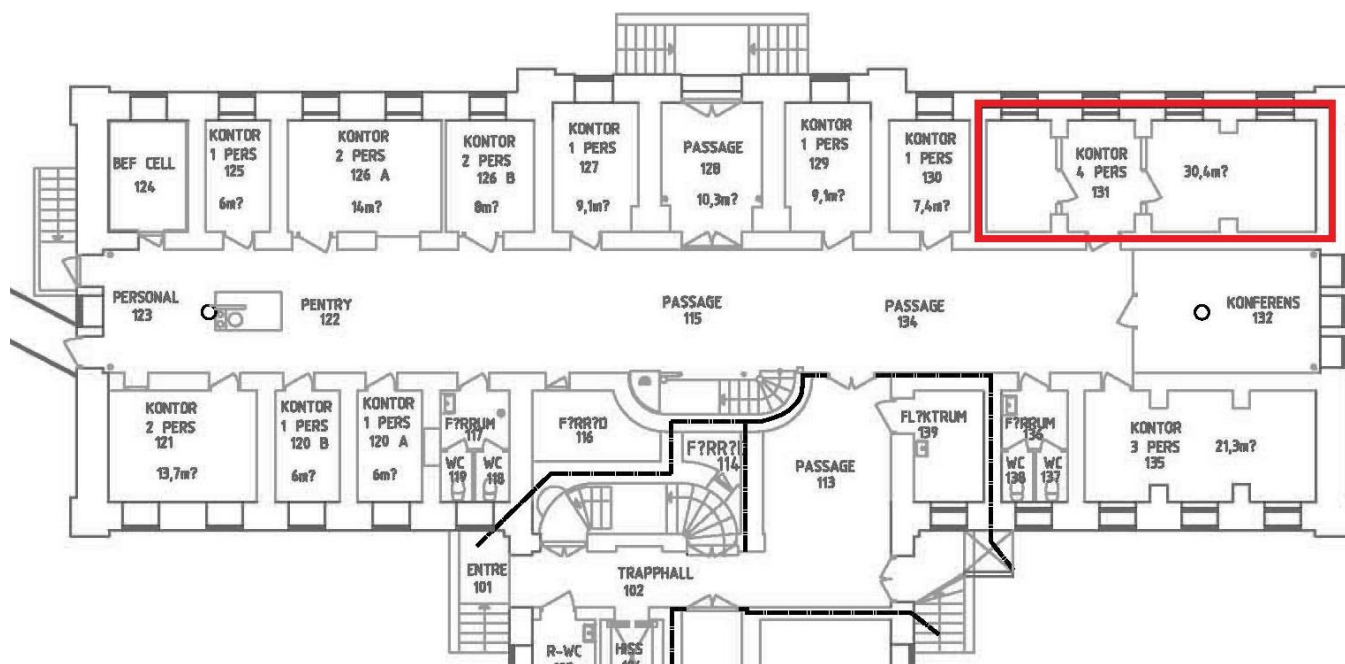 BEF CELL
124
KONTOR
1 PERS
125
6m?
KONTOR
2 PERS
126 A
14m?
KONTOR
2 PERS
126 B
8m?
KONTOR
1 PERS
127
9,1m?
PASSAGE
128
10,3m?
KONTOR
1 PERS
129
9,1m?
KONTOR
1 PERS
130
7,4m?
KONTOR
4 PERS
131
30,4m?
PERSONAL
123
PENTRY
122
PASSAGE
115
PASSAGE
134
KONFERENS
132
KONTOR
2 PERS
121
13,7m?
KONTOR
1 PERS
120 B
6m?
KONTOR
1 PERS
120 A
6m?
F?RRUM
117
WC
119
WC
118
F?RR?D
116
F?RR?D
114
PASSAGE
113
FL?KTRUM
139
F?RRUM
136
WC
138
WC
137
KONTOR
3 PERS
135
21,3m?
ENTRE
101
TRAPPHALL
102
R-WC
HISS